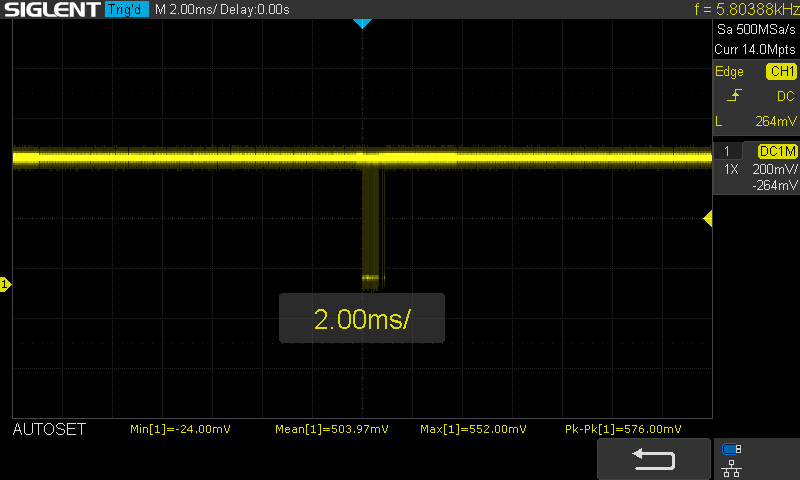 SIGLENT Trig'd M 2.00ms/ Delay:0.00s f = 5.80388kHz
Sa 500MSa/s
Curr 14.0Mpts
Edge CH1
DC
L 264mV
1 DC1M
1X 200mV/
-264mV
1
2.00ms/
AUTOSET Min[1]=-24.00mV Mean[1]=503.97mV Max[1]=552.00mV Pk-Pk[1]=576.00mV